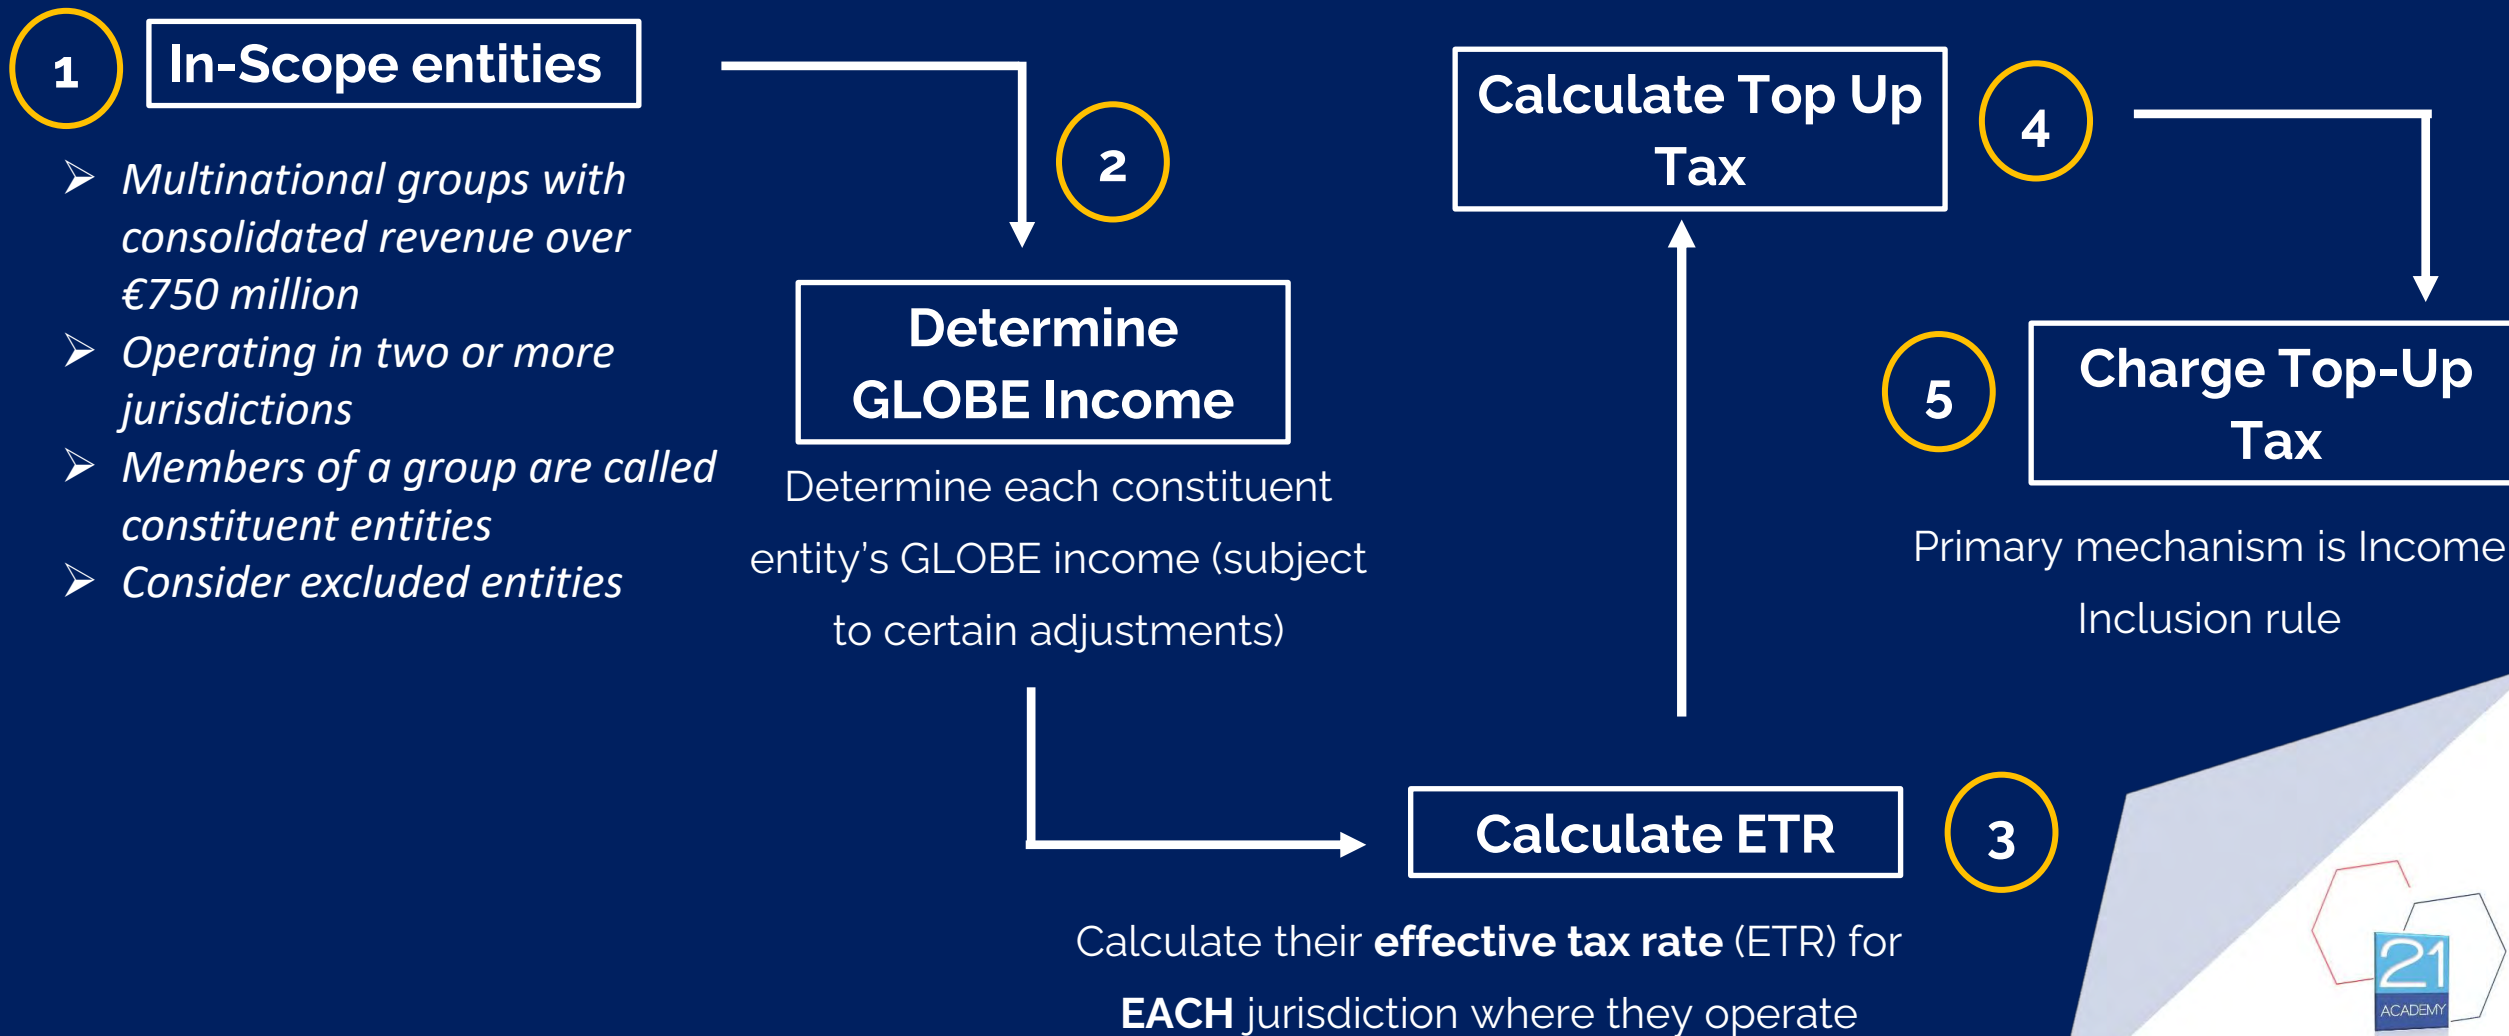 1
In-Scope entities
➢ Multinational groups with
consolidated revenue over
€750 million
➢ Operating in two or more
jurisdictions
➢ Members of a group are called
constituent entities
➢ Consider excluded entities
2
Determine
GLOBE Income
Determine each constituent
entity's GLOBE income (subject
to certain adjustments)
Calculate ETR
3
Calculate their effective tax rate (ETR) for
EACH jurisdiction where they operate
Calculate Top Up
Tax
4
5
Charge Top-Up
Tax
Primary mechanism is Income
Inclusion rule
21
ACADEMY